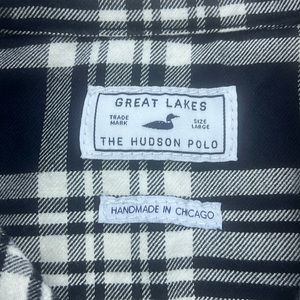 GREAT LAKES
TRADE MARK
SIZE LARGE
THE HUDSON POLO
HANDMADE IN CHICAGO